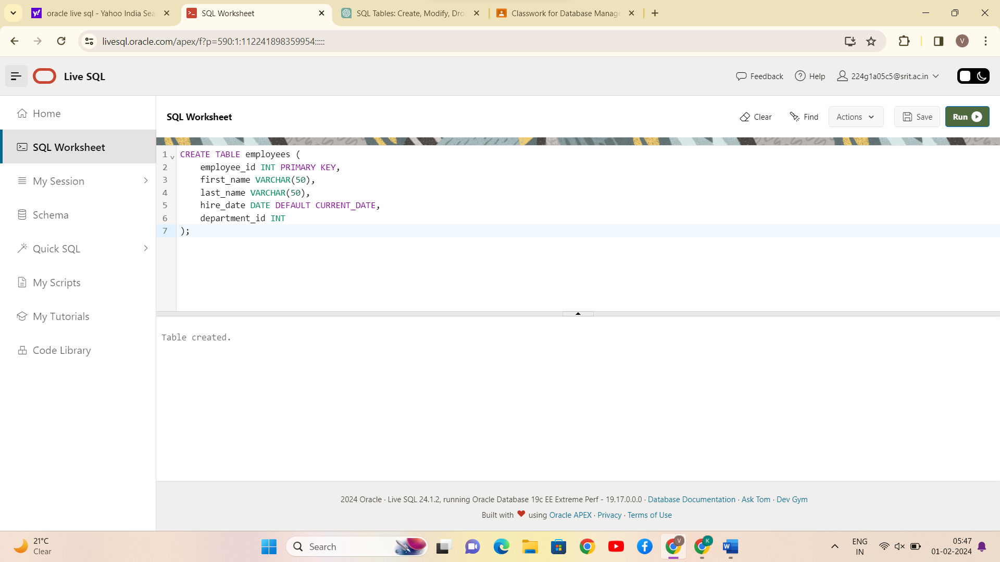 oracle live sql - Yahoo India Sea
SQL Worksheet
SQL Tables: Create, Modify, Dro
Classwork for Database Manage
livesql.oracle.com/apex/f?p=590:1:112241898359954:::::
V
Live SQL
Feedback
Help
224g1a05c5@srit.ac.in
Home
SQL Worksheet
My Session
Schema
Quick SQL
My Scripts
My Tutorials
Code Library
SQL Worksheet
Clear
Find
Actions
Save
Run
1 CREATE TABLE employees (
2 employee_id INT PRIMARY KEY,
3 first_name VARCHAR(50),
4 last_name VARCHAR(50),
5 hire_date DATE DEFAULT CURRENT_DATE,
6 department_id INT
7 );
Table created.
2024 Oracle · Live SQL 24.1.2, running Oracle Database 19c EE Extreme Perf - 19.17.0.0.0 · Database Documentation · Ask Tom · Dev Gym
Built with ❤ using Oracle APEX · Privacy · Terms of Use
21°C
Clear
Search
V
K
W
ENG
IN
05:47
01-02-2024